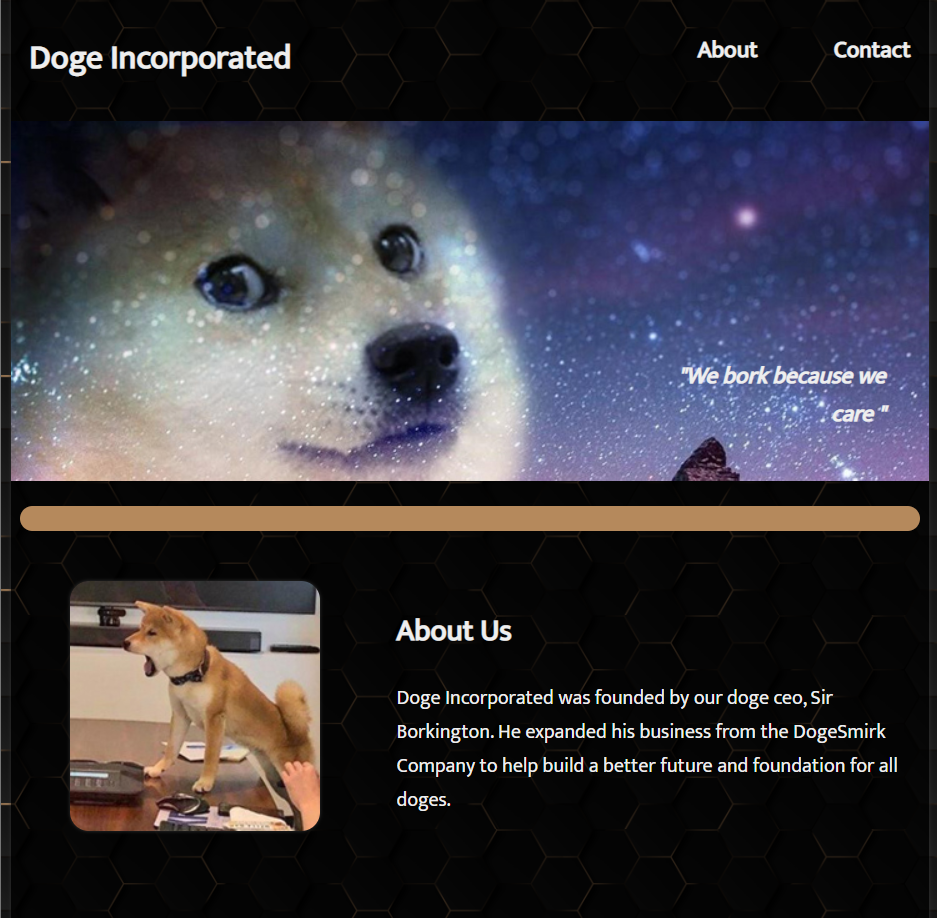 Doge Incorporated
About
Contact
"We bork because we
care "
About Us
Doge Incorporated was founded by our doge ceo, Sir
Borkington. He expanded his business from the DogeSmirk
Company to help build a better future and foundation for all
doges.